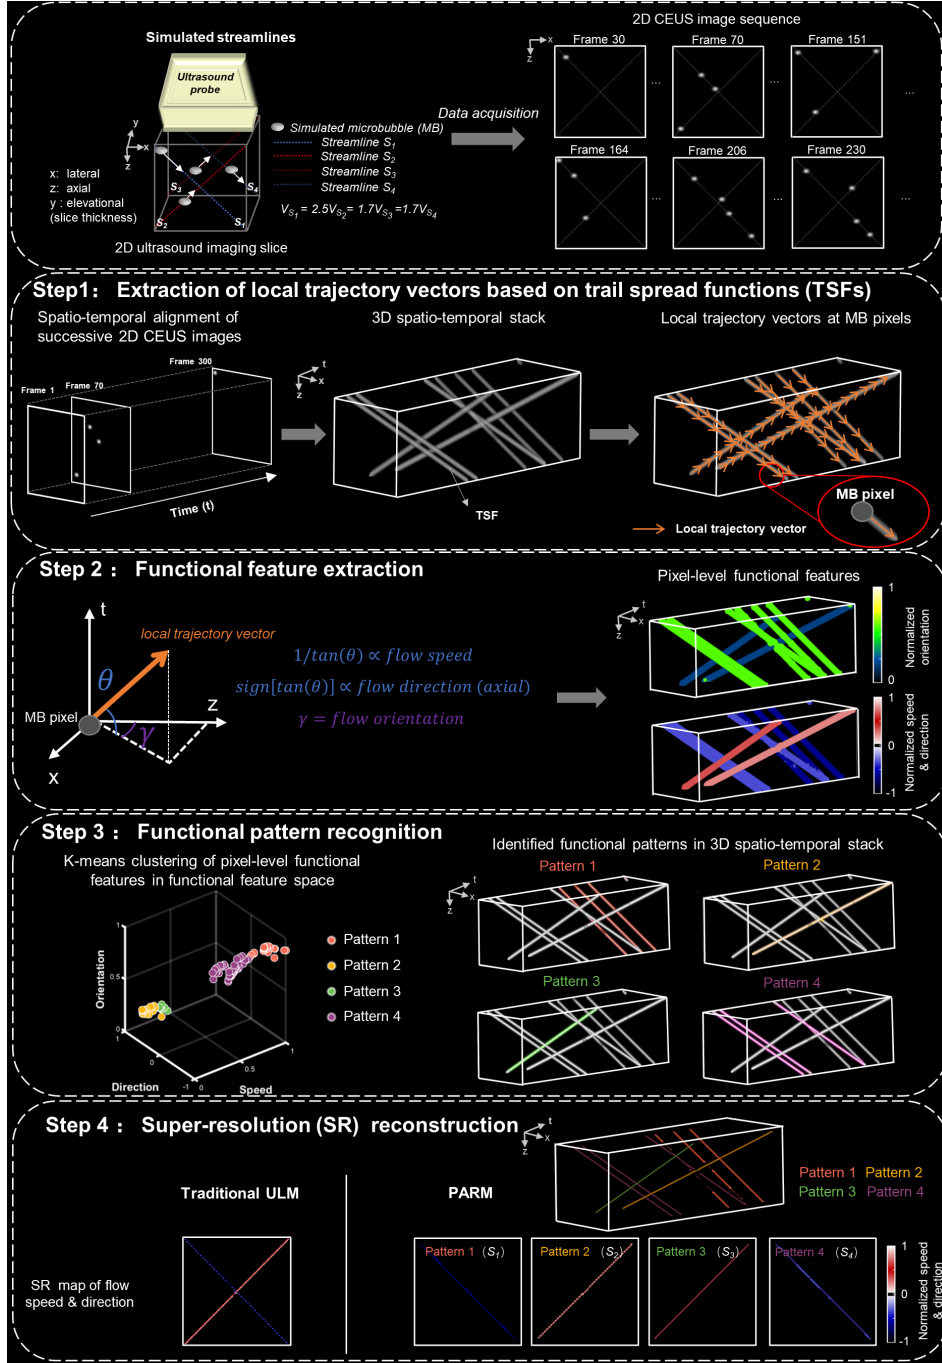 Simulated streamlines
Ultrasound
probe
y
x
z
x: lateral
z: axial
y : elevational
(slice thickness)
S3
S4
S2
S1
2D ultrasound imaging slice
Simulated microbubble (MB)
Streamline S1
Streamline S2
Streamline S3
Streamline S4
VS1 = 2.5VS2 = 1.7VS3 =1.7VS4
Data acquisition
2D CEUS image sequence
x
z
Frame 30
Frame 70
Frame 151
...
...
...
Frame 164
Frame 206
Frame 230
...
...
...
Step1: Extraction of local trajectory vectors based on trail spread functions (TSFs)
Spatio-temporal alignment of
successive 2D CEUS images
Frame 1
Frame 70
Frame 300
Time (t)
3D spatio-temporal stack
t
x
z
TSF
Local trajectory vectors at MB pixels
MB pixel
Local trajectory vector
Step 2 : Functional feature extraction
t
local trajectory vector
θ
MB pixel
z
γ
x
1/tan(θ) ∝ flow speed
sign[tan(θ)] ∝ flow direction (axial)
γ = flow orientation
Pixel-level functional features
t
x
z
1
0
Normalized
orientation
1
0
-1
Normalized speed
& direction
Step 3 : Functional pattern recognition
K-means clustering of pixel-level functional
features in functional feature space
Orientation
1
0.5
0
1
0
-1
Direction
0
0.5
1
Speed
Pattern 1
Pattern 2
Pattern 3
Pattern 4
Identified functional patterns in 3D spatio-temporal stack
t
x
z
Pattern 1
Pattern 2
Pattern 3
Pattern 4
Step 4 : Super-resolution (SR) reconstruction
t
x
z
Pattern 1 Pattern 2
Pattern 3 Pattern 4
Traditional ULM
PARM
SR map of flow
speed & direction
Pattern 1 (S1)
Pattern 2 (S2)
Pattern 3 (S3)
Pattern 4 (S4)
1
0
-1
Normalized speed
& direction